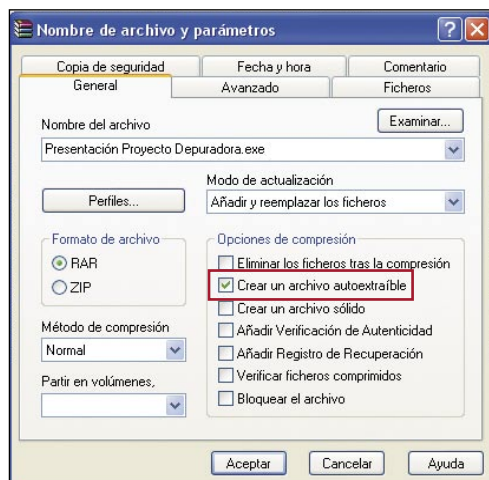 Nombre de archivo y parámetros
Copia de seguridad
Fecha y hora
Comentario
General
Avanzado
Ficheros
Nombre del archivo
Examinar...
Presentación Proyecto Depuradora.exe
Perfiles...
Modo de actualización
Añadir y reemplazar los ficheros
Formato de archivo
RAR
ZIP
Método de compresión
Normal
Partir en volúmenes,
Opciones de compresión
Eliminar los ficheros tras la compresión
Crear un archivo autoextraíble
Crear un archivo sólido
Añadir Verificación de Autenticidad
Añadir Registro de Recuperación
Verificar ficheros comprimidos
Bloquear el archivo
Aceptar
Cancelar
Ayuda